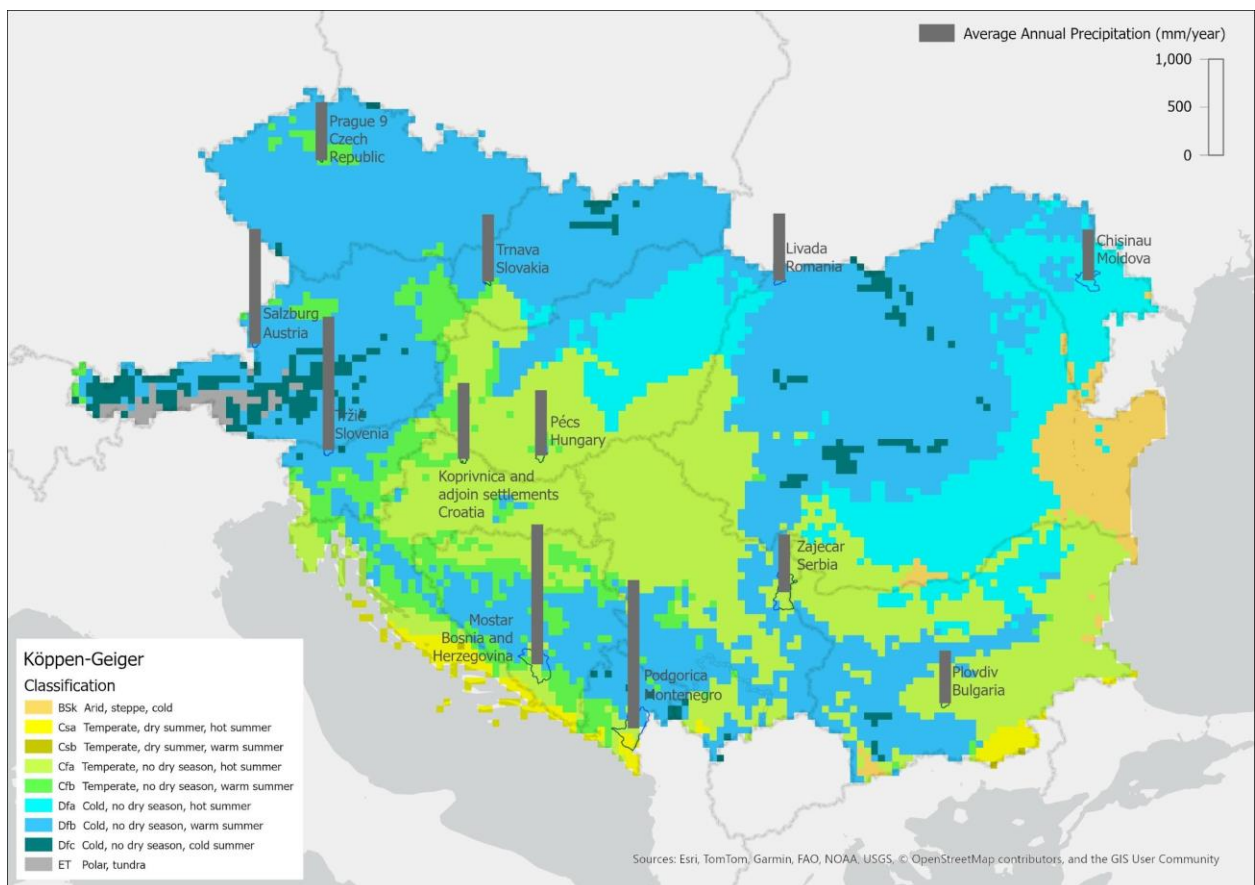 Average Annual Precipitation (mm/year)
1,000
500
0
Prague 9
Czech
Republic
Trnava
Slovakia
Livada
Romania
Chisinau
Moldova
Salzburg
Austria
Tržič
Slovenia
Pécs
Hungary
Koprivnica and
adjoin settlements
Croatia
Zajecar
Serbia
Mostar
Bosnia and
Herzegovina
Podgorica
Montenegro
Plovdiv
Bulgaria
Köppen-Geiger
Classification
BSk Arid, steppe, cold
Csa Temperate, dry summer, hot summer
Csb Temperate, dry summer, warm summer
Cfa Temperate, no dry season, hot summer
Cfb Temperate, no dry season, warm summer
Dfa Cold, no dry season, hot summer
Dfb Cold, no dry season, warm summer
Dfc Cold, no dry season, cold summer
ET Polar, tundra
Sources: Esri, TomTom, Garmin, FAO, NOAA, USGS, © OpenStreetMap contributors, and the GIS User Community